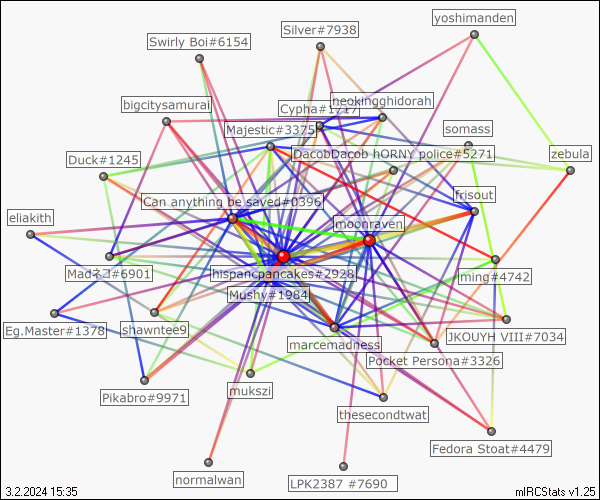 yoshimanden
Silver#7938
Swirly Boi#6154
neokingghidorah
bigcitysamurai
Cypha#1217
Majestic#3375
somass
DacobDacob hORNY police#5271
zebula
Duck#1245
Can anything be saved#0396
frisout
eliakith
moonraven
Madネコ#6901
hispancpancakes#2928
ming#4742
Mushy#1984
Eg.Master#1378
shawntee9
JKOUYH VIII#7034
marcemadness
Pocket Persona#3326
mukszi
Pikabro#9971
thesecondtwat
Fedora Stoat#4479
normalwan
LPK2387 #7690
3.2.2024 15:35
mIRCStats v1.25